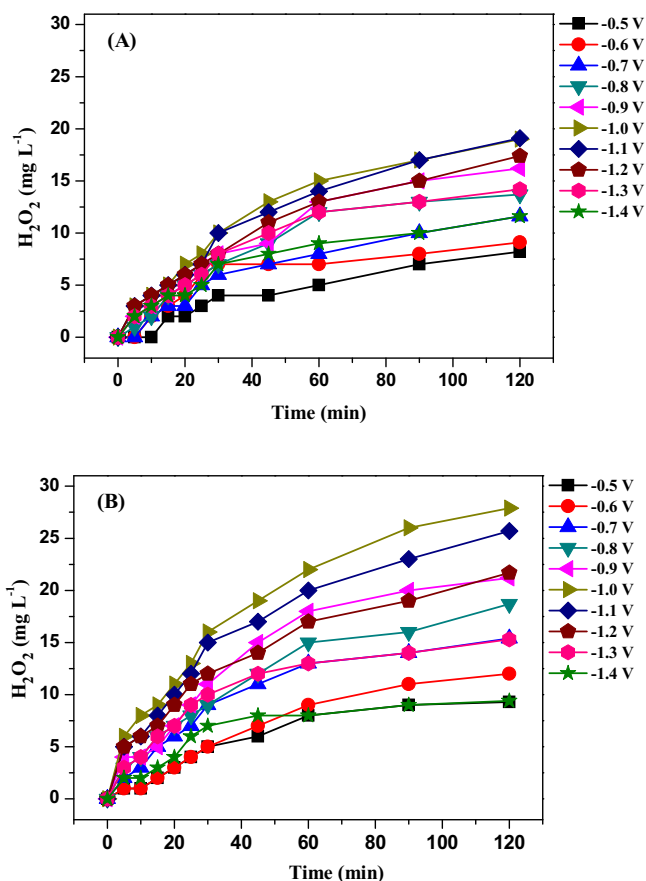 (A)
30
25
20
15
10
5
0
H₂O₂ (mg L⁻¹)
0 20 40 60 80 100 120
Time (min)
-0.5 V
-0.6 V
-0.7 V
-0.8 V
-0.9 V
-1.0 V
-1.1 V
-1.2 V
-1.3 V
-1.4 V
(B)
30
25
20
15
10
5
0
H₂O₂ (mg L⁻¹)
0 20 40 60 80 100 120
Time (min)
-0.5 V
-0.6 V
-0.7 V
-0.8 V
-0.9 V
-1.0 V
-1.1 V
-1.2 V
-1.3 V
-1.4 V